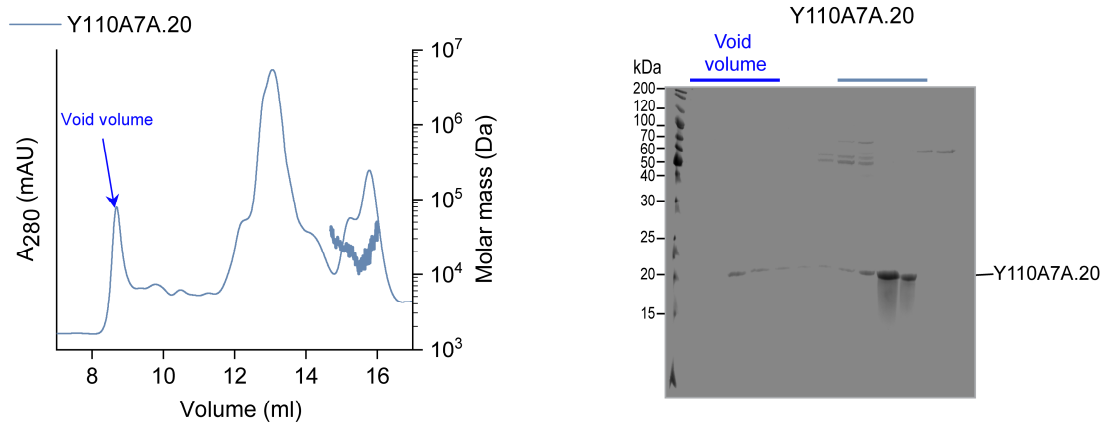 Y110A7A.20
Void volume
A280 (mAU)
10^7
10^6
10^5
10^4
10^3
Molar mass (Da)
8 10 12 14 16
Volume (ml)
Y110A7A.20
Void
volume
kDa
200
120
100
70
60
50
40
30
25
20
15
Y110A7A.20